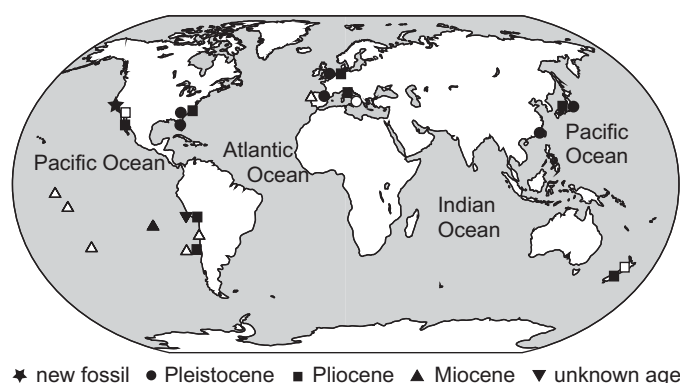 Pacific Ocean
Atlantic
Ocean
Indian
Ocean
Pacific
Ocean
new fossil Pleistocene Pliocene Miocene unknown age